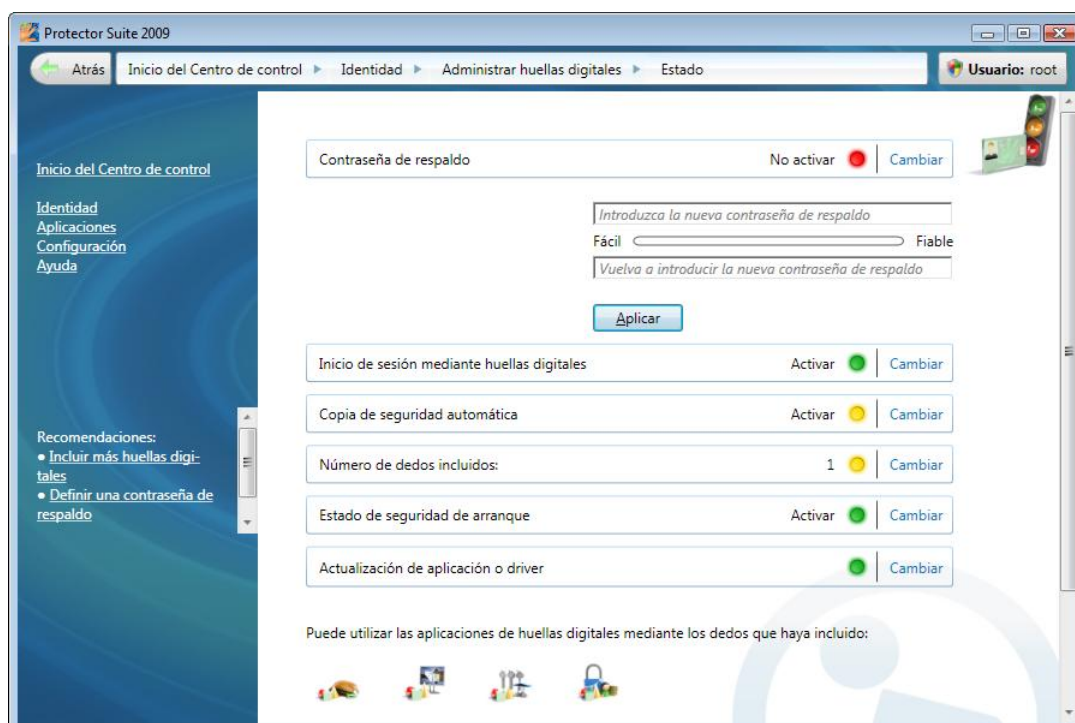 Protector Suite 2009
Atrás Inicio del Centro de control Identidad Administrar huellas digitales Estado Usuario: root
Inicio del Centro de control
Identidad
Aplicaciones
Configuración
Ayuda
Recomendaciones:
• Incluir más huellas digi-
tales
• Definir una contraseña de
respaldo
Contraseña de respaldo No activar Cambiar
Introduzca la nueva contraseña de respaldo
Fácil Fiable
Vuelva a introducir la nueva contraseña de respaldo
Aplicar
Inicio de sesión mediante huellas digitales Activar Cambiar
Copia de seguridad automática Activar Cambiar
Número de dedos incluidos: 1 Cambiar
Estado de seguridad de arranque Activar Cambiar
Actualización de aplicación o driver Cambiar
Puede utilizar las aplicaciones de huellas digitales mediante los dedos que haya incluido: